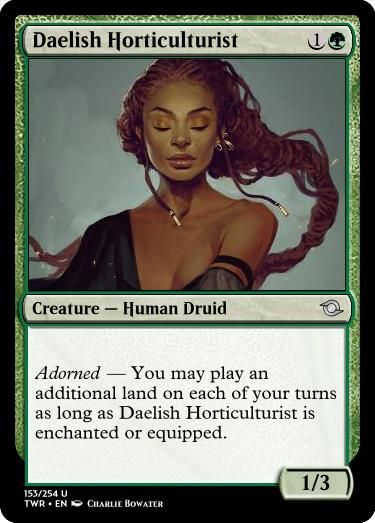 Daelish Horticulturist 1
Creature — Human Druid
Adorned — You may play an
additional land on each of your turns
as long as Daelish Horticulturist is
enchanted or equipped.
1/3
153/254 U
TWR • EN Charlie Bowater